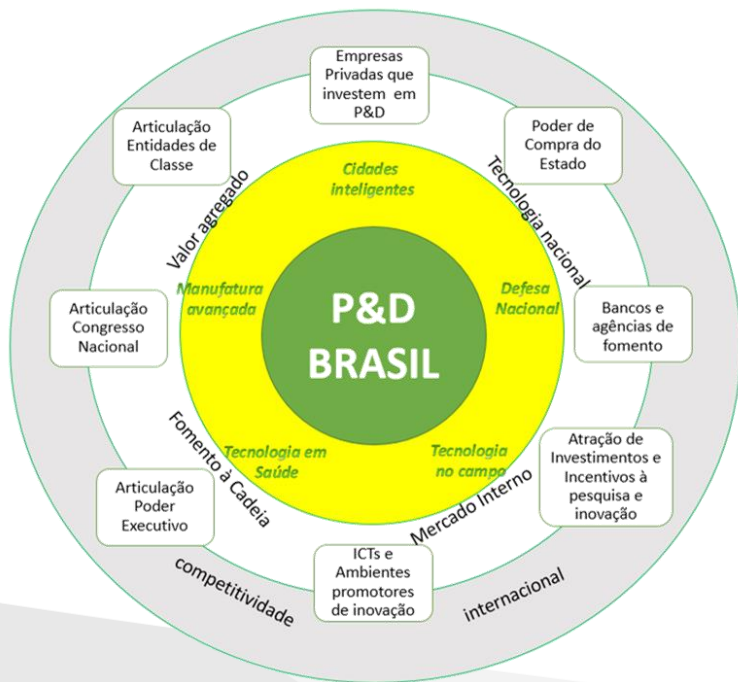 Empresas
Privadas que
investem em
P&D
Articulação
Entidades de
Classe
Poder de
Compra do
Estado
Cidades
inteligentes
Valor agregado
Tecnologia nacional
Manufatura
avançada
Defesa
Nacional
P&D
BRASIL
Articulação
Congresso
Nacional
Bancos e
agências de
fomento
Fomento à Cadeia
Tecnologia em
Saúde
Tecnologia
no campo
Mercado Interno
Atração de
Investimentos e
Incentivos à
pesquisa e
inovação
Articulação
Poder
Executivo
ICTs e
Ambientes
promotores
de inovação
competitividade
internacional